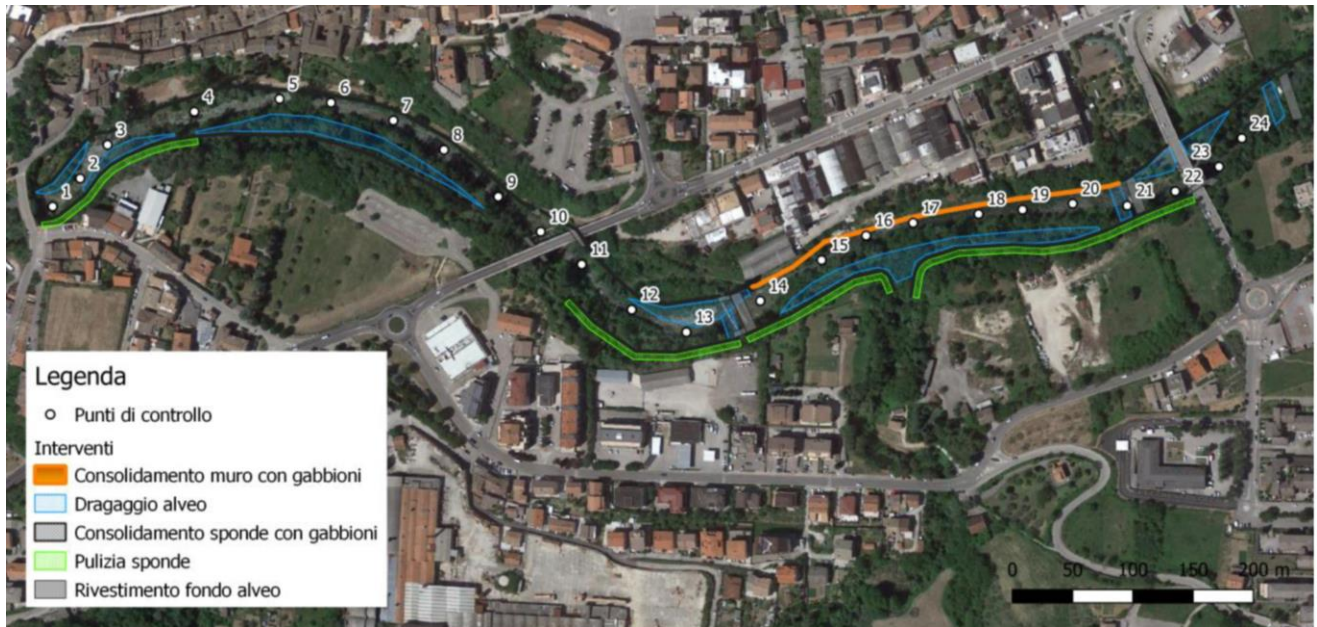 1
2
3
4
5
6
7
8
9
10
11
12
13
14
15
16
17
18
19
20
21
22
23
24
Legenda
Punti di controllo
Interventi
Consolidamento muro con gabbioni
Dragaggio alveo
Consolidamento sponde con gabbioni
Pulizia sponde
Rivestimento fondo alveo
0 50 100 150 200 m